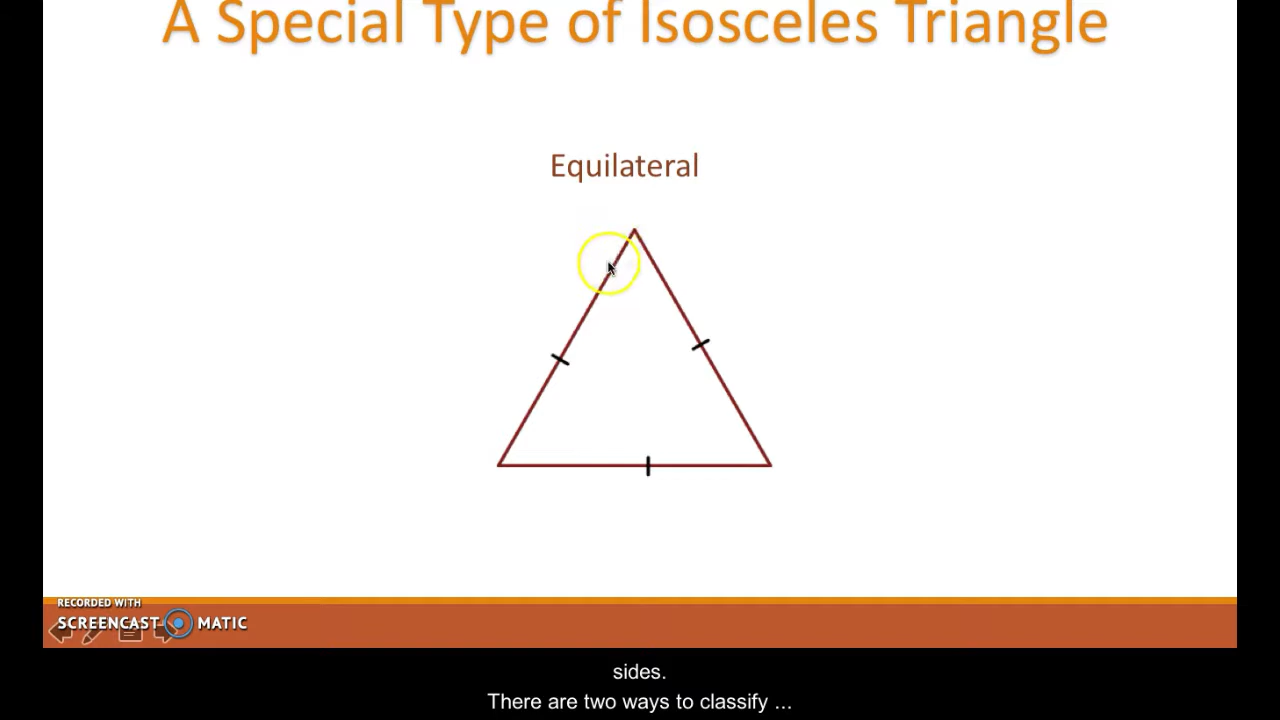 A Special Type of Isosceles Triangle
Equilateral
RECORDED WITH
SCREENCAST MATIC
sides.
There are two ways to classify ...